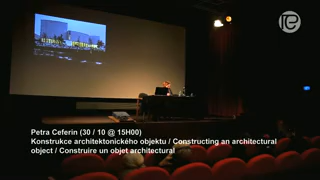 Petra Ceferin (30 / 10 @ 15H00)
Konstrukce architektonického objektu / Constructing an architectural
object / Construire un objet architectural